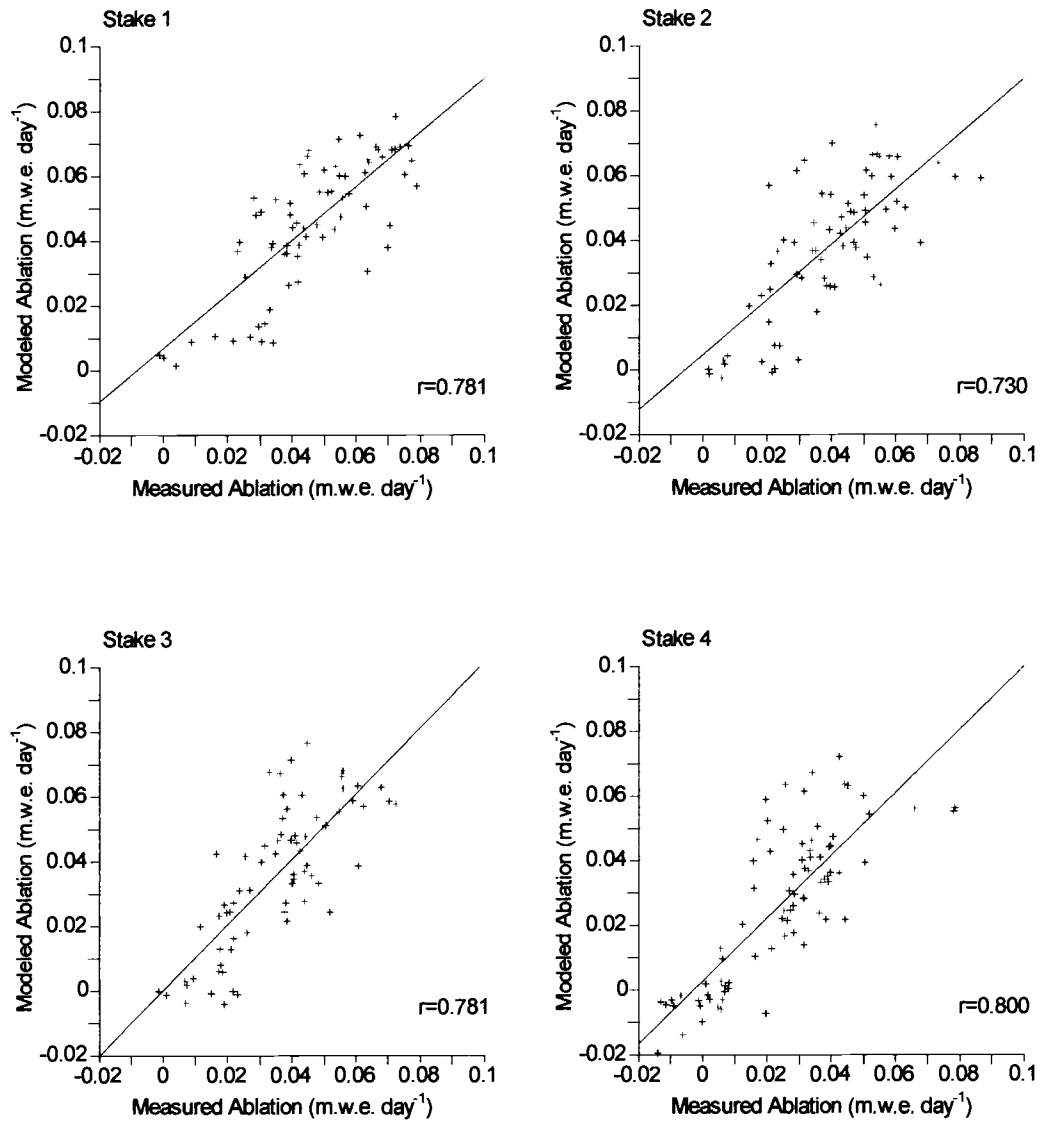 Stake 1
0.1
0.08
0.06
0.04
0.02
0
-0.02
Modeled Ablation (m.w.e. day-1)
r=0.781
-0.02 0 0.02 0.04 0.06 0.08 0.1
Measured Ablation (m.w.e. day-1)
Stake 2
0.1
0.08
0.06
0.04
0.02
0
-0.02
Modeled Ablation (m.w.e. day-1)
r=0.730
-0.02 0 0.02 0.04 0.06 0.08 0.1
Measured Ablation (m.w.e. day-1)
Stake 3
0.1
0.08
0.06
0.04
0.02
0
-0.02
Modeled Ablation (m.w.e. day-1)
r=0.781
-0.02 0 0.02 0.04 0.06 0.08 0.1
Measured Ablation (m.w.e. day-1)
Stake 4
0.1
0.08
0.06
0.04
0.02
0
-0.02
Modeled Ablation (m.w.e. day-1)
r=0.800
-0.02 0 0.02 0.04 0.06 0.08 0.1
Measured Ablation (m.w.e. day-1)